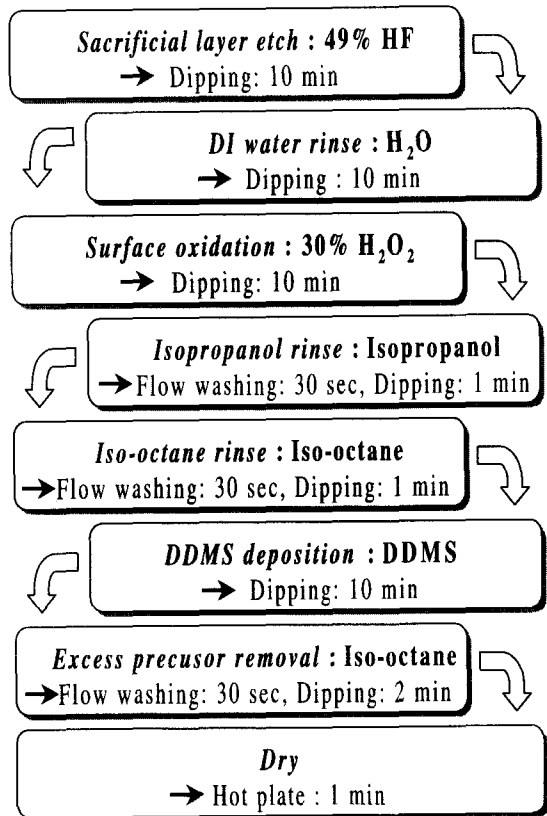 Sacrificial layer etch : 49% HF
→ Dipping: 10 min
DI water rinse : H₂O
→ Dipping : 10 min
Surface oxidation : 30% H₂O₂
→ Dipping: 10 min
Isopropanol rinse : Isopropanol
→Flow washing: 30 sec, Dipping: 1 min
Iso-octane rinse : Iso-octane
→Flow washing: 30 sec, Dipping: 1 min
DDMS deposition : DDMS
→ Dipping: 10 min
Excess precusor removal : Iso-octane
→Flow washing: 30 sec, Dipping: 2 min
Dry
→ Hot plate : 1 min